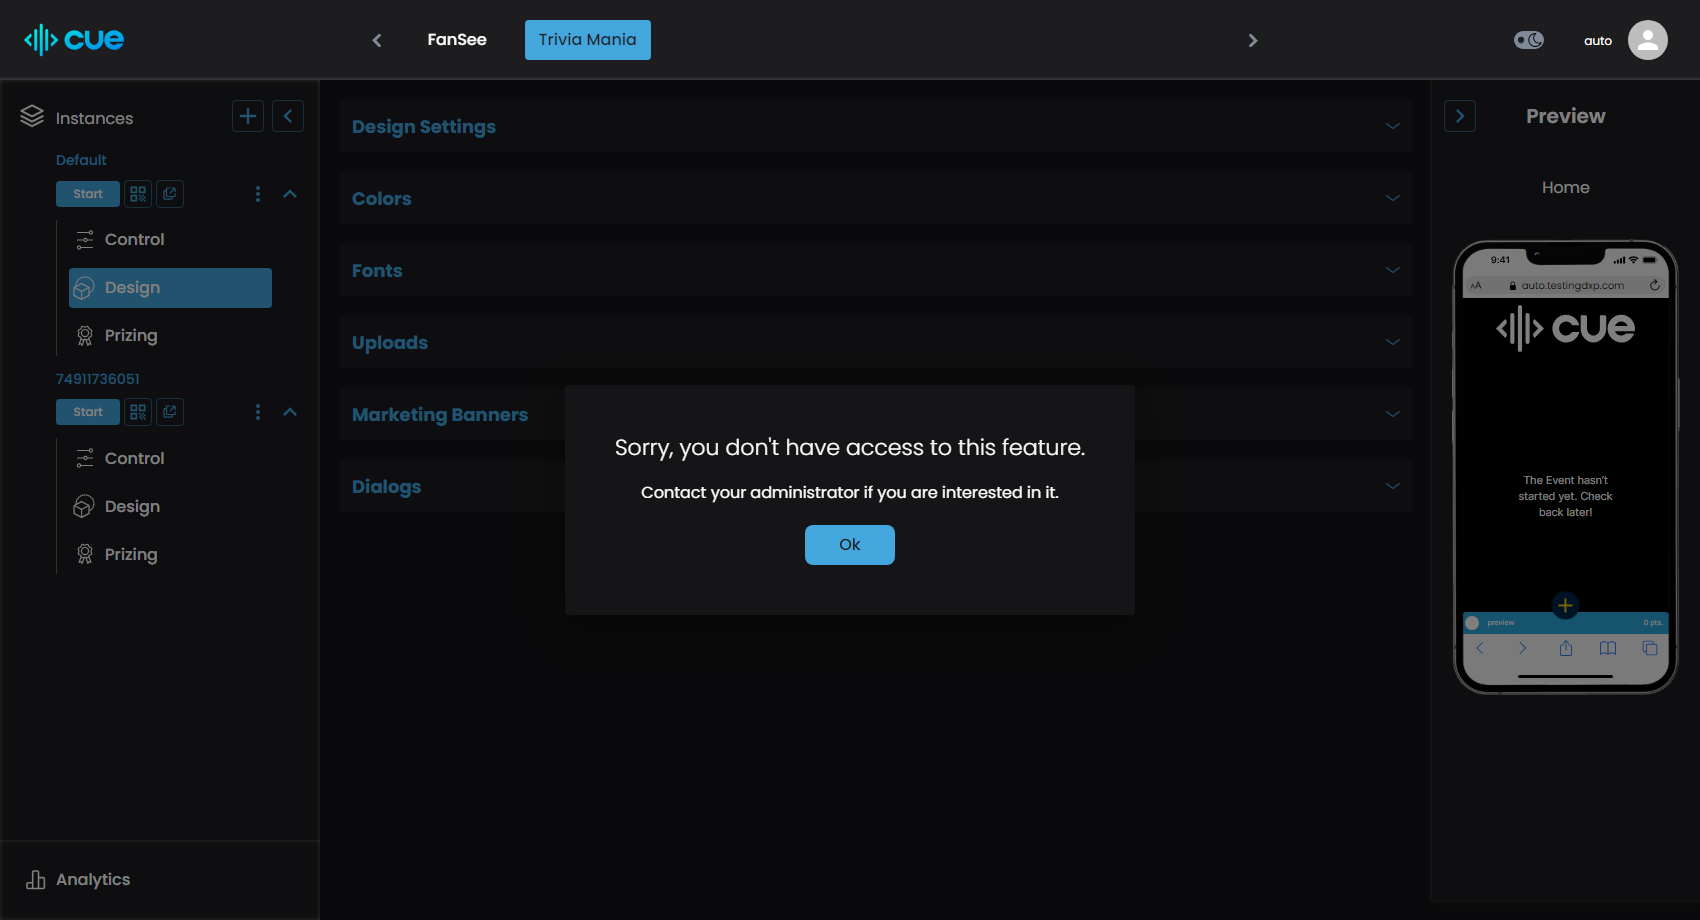 cue
FanSee
Trivia Mania
auto
Instances
Default
Start
Control
Design
Prizing
74911736051
Start
Control
Design
Prizing
Analytics
Design Settings
Colors
Fonts
Uploads
Marketing Banners
Dialogs
Sorry, you don't have access to this feature.
Contact your administrator if you are interested in it.
Ok
Preview
Home
9:41
AA auto.testingdxp.com
cue
The Event hasn't
started yet. Check
back later!
preview 0 pts.